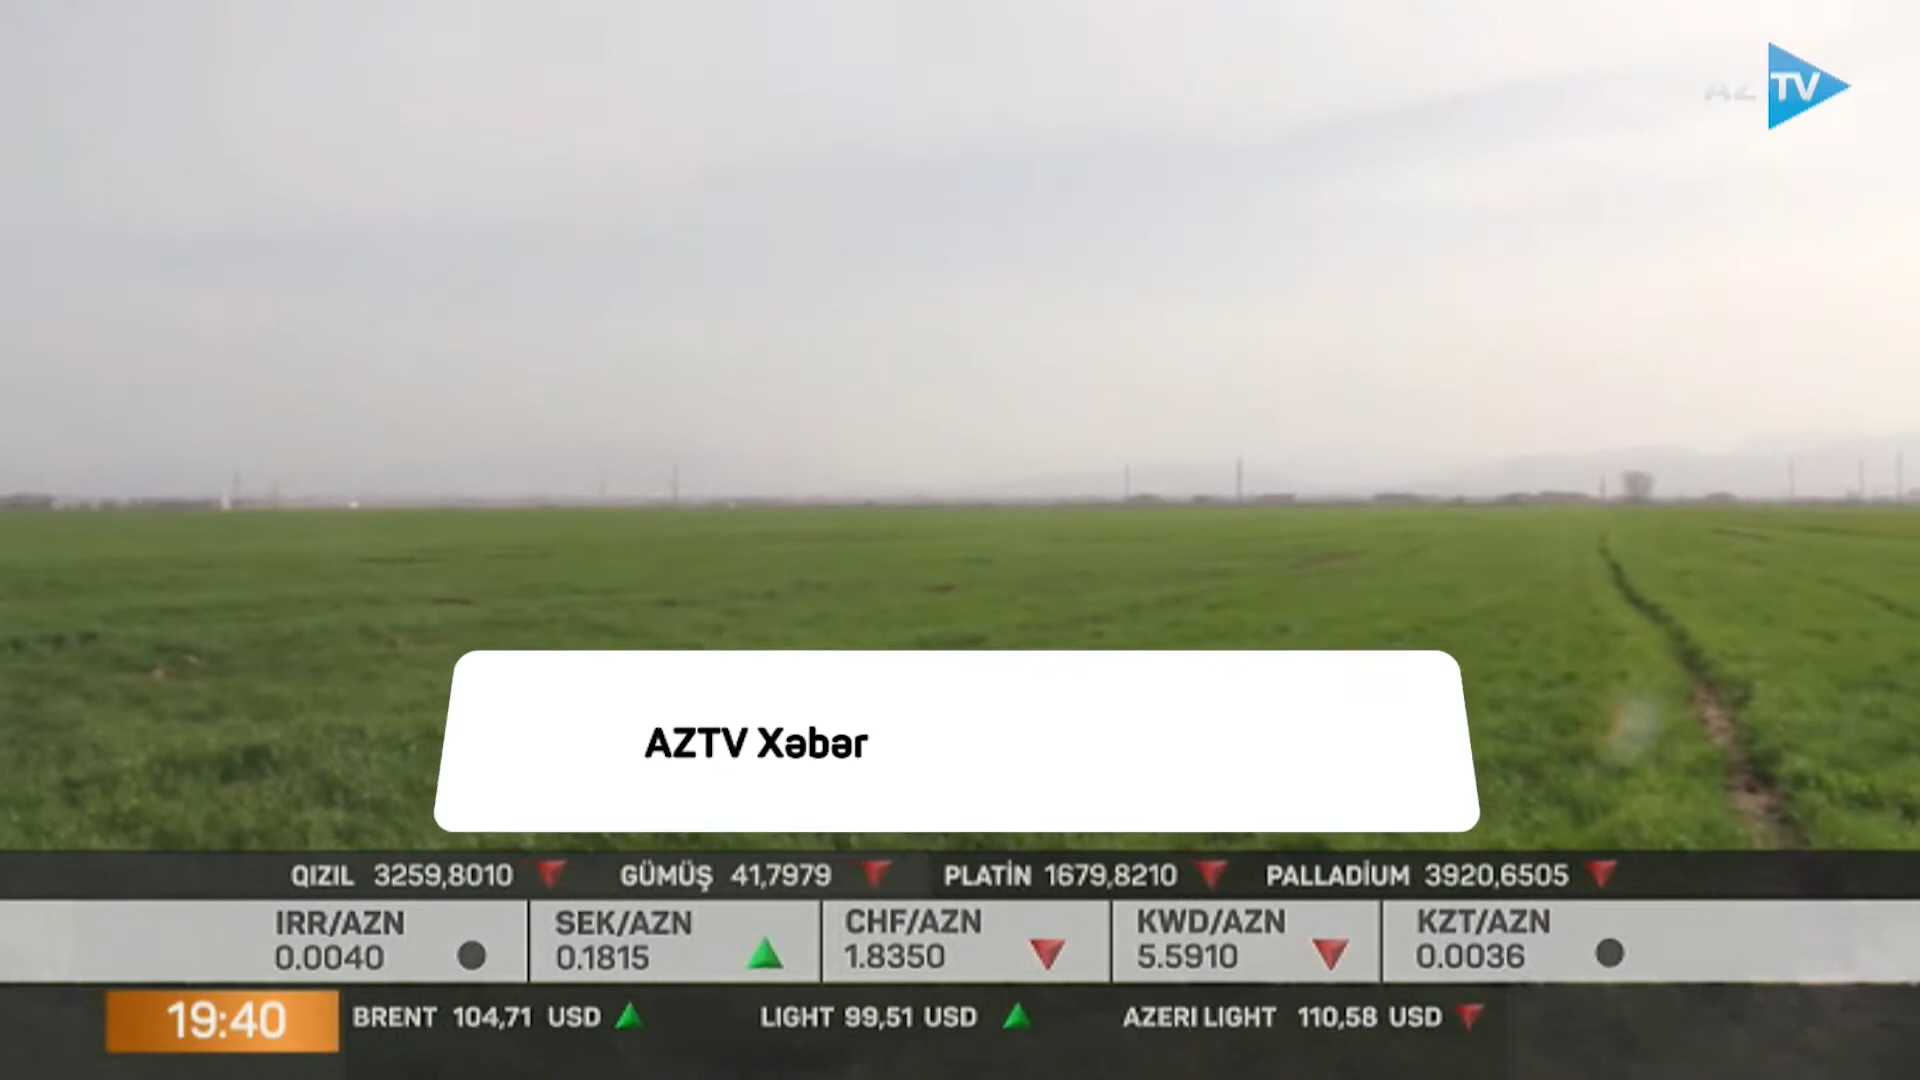 AZTV
AZTV Xəbər
QIZIL 3259,8010 GÜMÜŞ 41,7979 PLATİN 1679,8210 PALLADİUM 3920,6505
IRR/AZN SEK/AZN CHF/AZN KWD/AZN KZT/AZN
0.0040 0.1815 1.8350 5.5910 0.0036
19:40 BRENT 104,71 USD LIGHT 99,51 USD AZERI LIGHT 110,58 USD